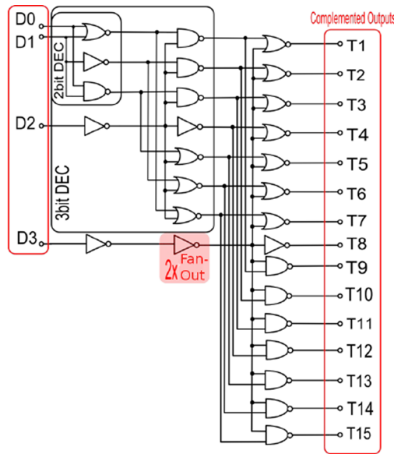 Complemented Outputs
D0
D1
2bit DEC
D2
3bit DEC
D3
2x Fan-
Out
T1
T2
T3
T4
T5
T6
T7
T8
T9
T10
T11
T12
T13
T14
T15